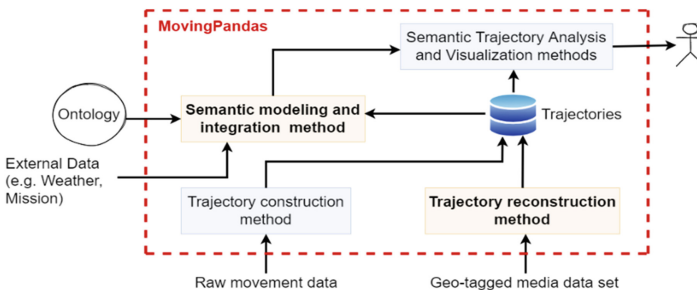 MovingPandas
Semantic Trajectory Analysis
and Visualization methods
Ontology
Semantic modeling and
integration method
Trajectories
External Data
(e.g. Weather,
Mission)
Trajectory construction
method
Trajectory reconstruction
method
Raw movement data
Geo-tagged media data set